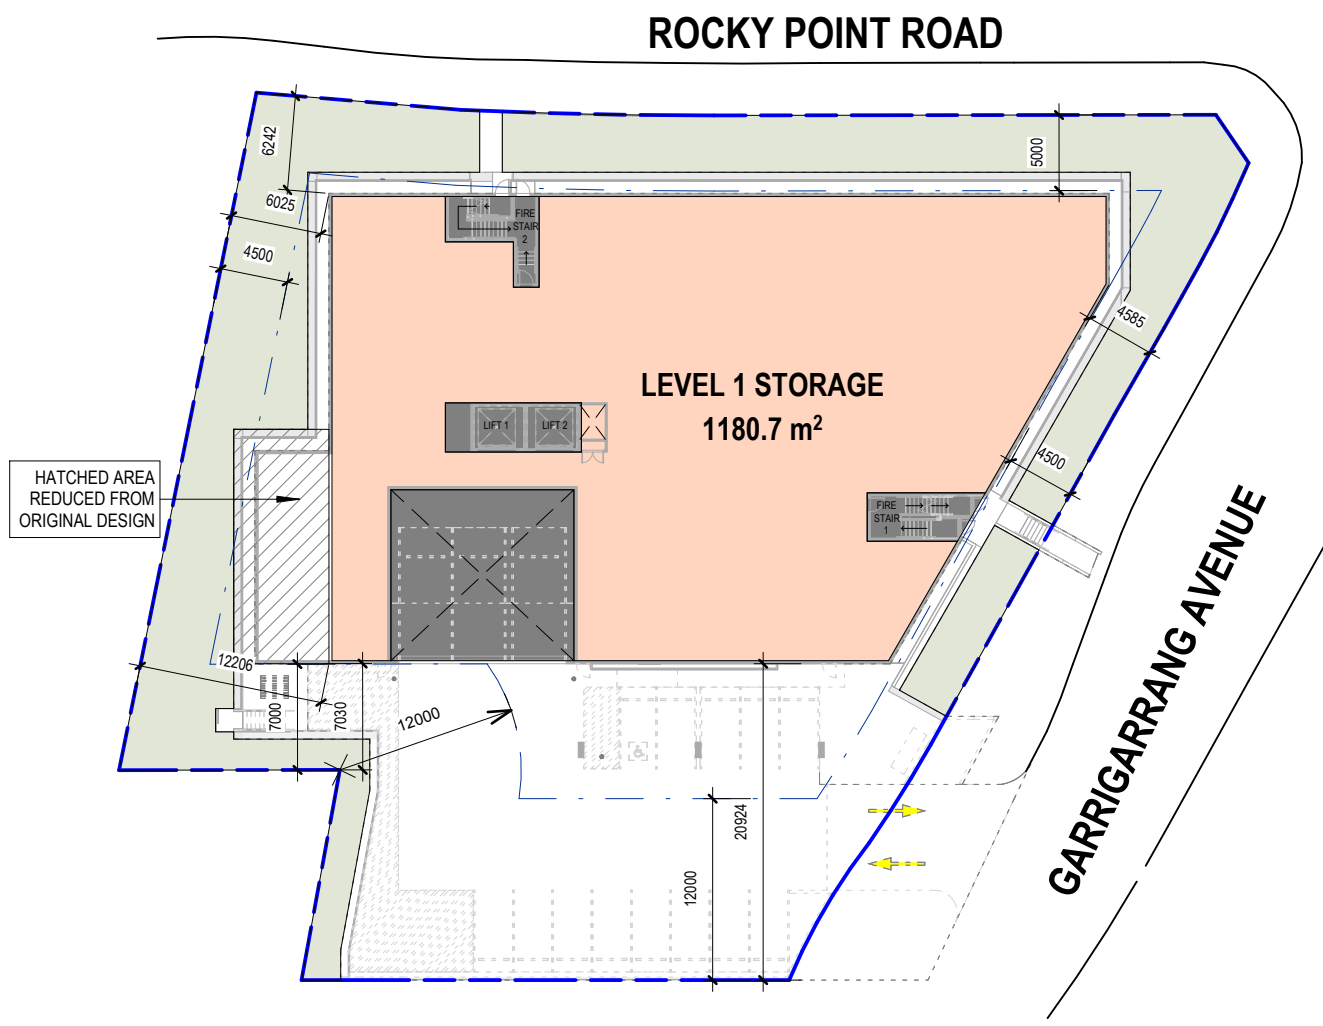 ROCKY POINT ROAD
6242
5000
6025
FIRE
STAIR
2
4500
4585
LEVEL 1 STORAGE
1180.7 m²
LIFT 1
LIFT 2
4500
HATCHED AREA
REDUCED FROM
ORIGINAL DESIGN
FIRE
STAIR
1
GARRIGARRANG AVENUE
12206
7000
7030
12000
20924
12000